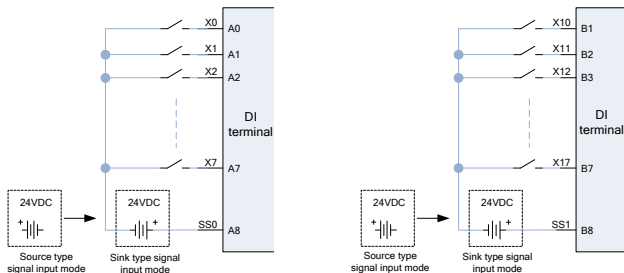 X0 A0
X1 A1
X2 A2
DI
terminal
X7 A7
24VDC
+
24VDC
+
SS0 A8
Source type
signal input mode
Sink type signal
input mode
X10 B1
X11 B2
X12 B3
DI
terminal
X17 B7
24VDC
+
24VDC
+
SS1 B8
Source type
signal input mode
Sink type signal
input mode